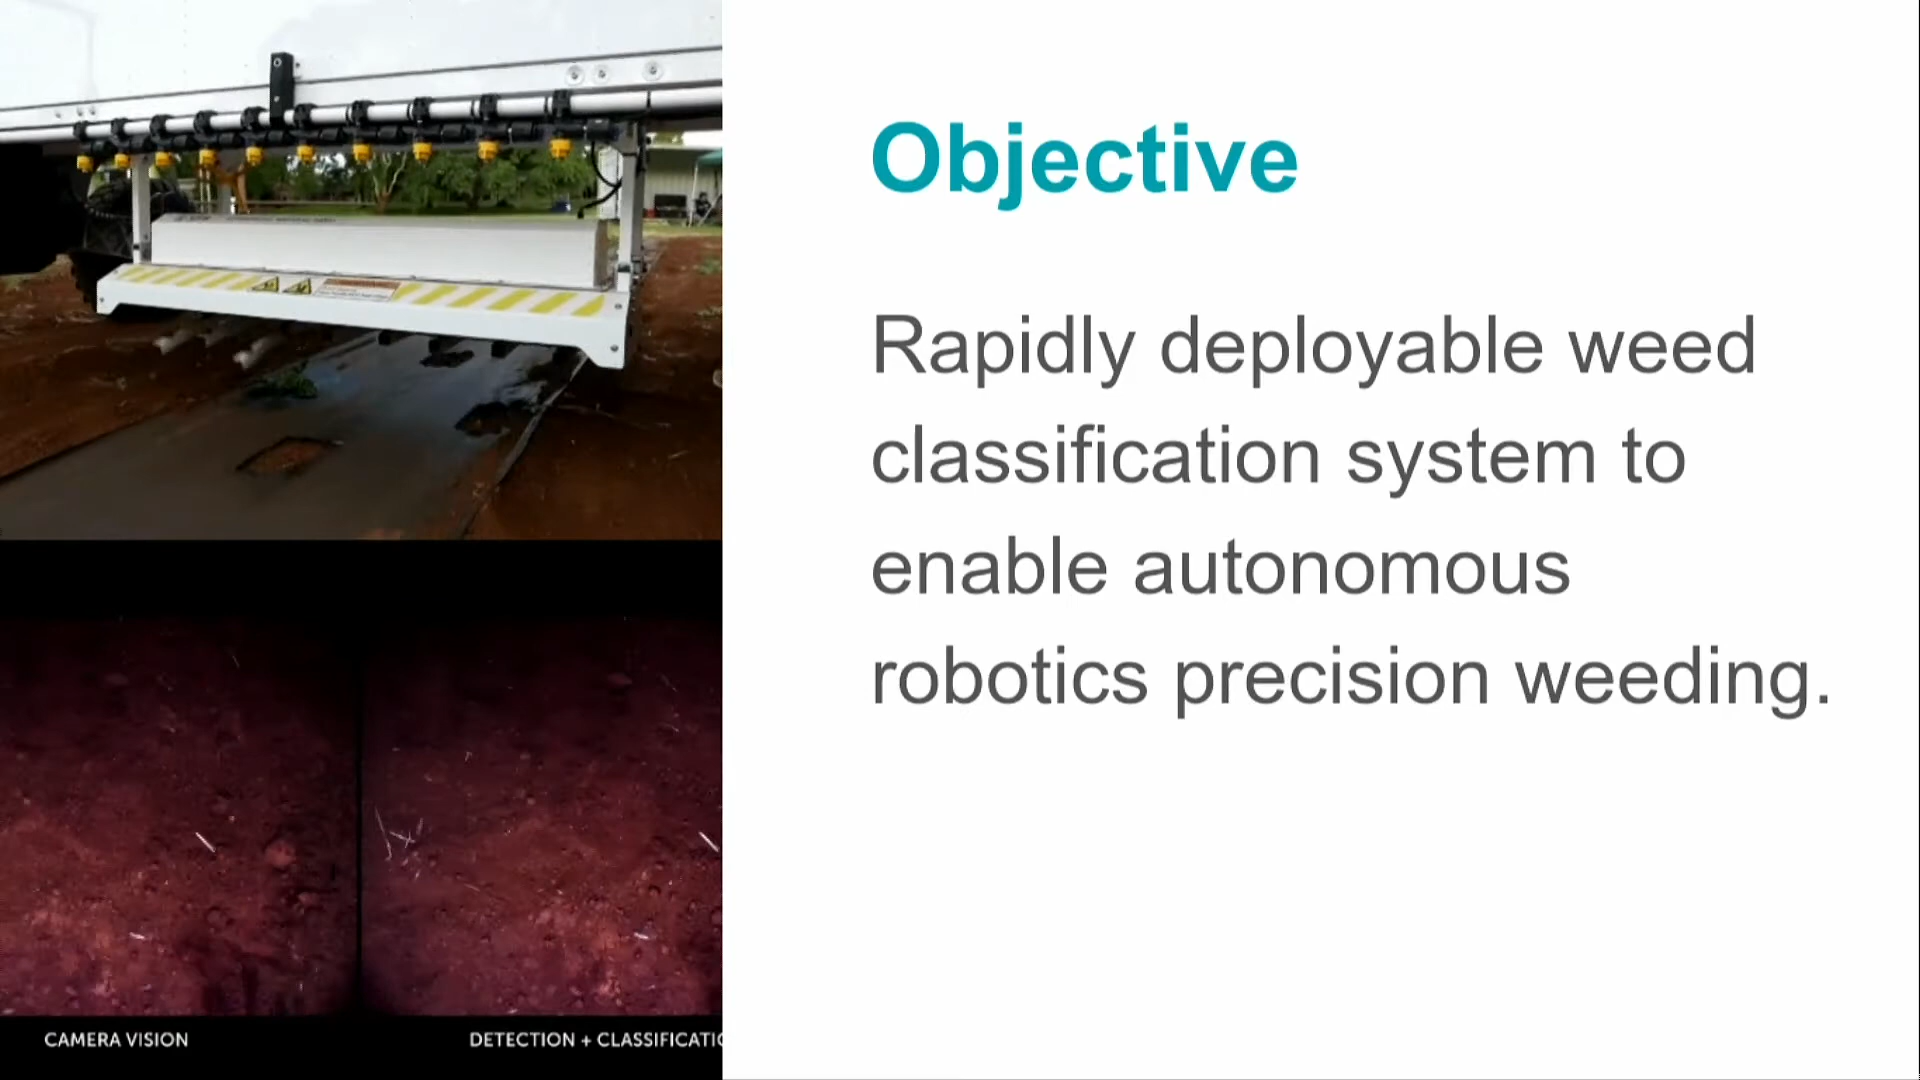 Objective
Rapidly deployable weed
classification system to
enable autonomous
robotics precision weeding.
CAMERA VISION
DETECTION + CLASSIFICATIO